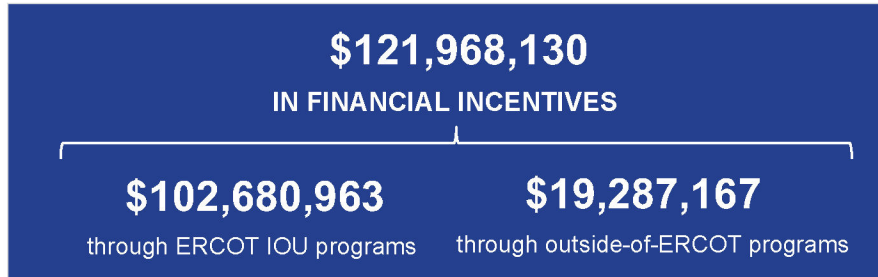 $121,968,130
IN FINANCIAL INCENTIVES
$102,680,963
through ERCOT IOU programs
$19,287,167
through outside-of-ERCOT programs